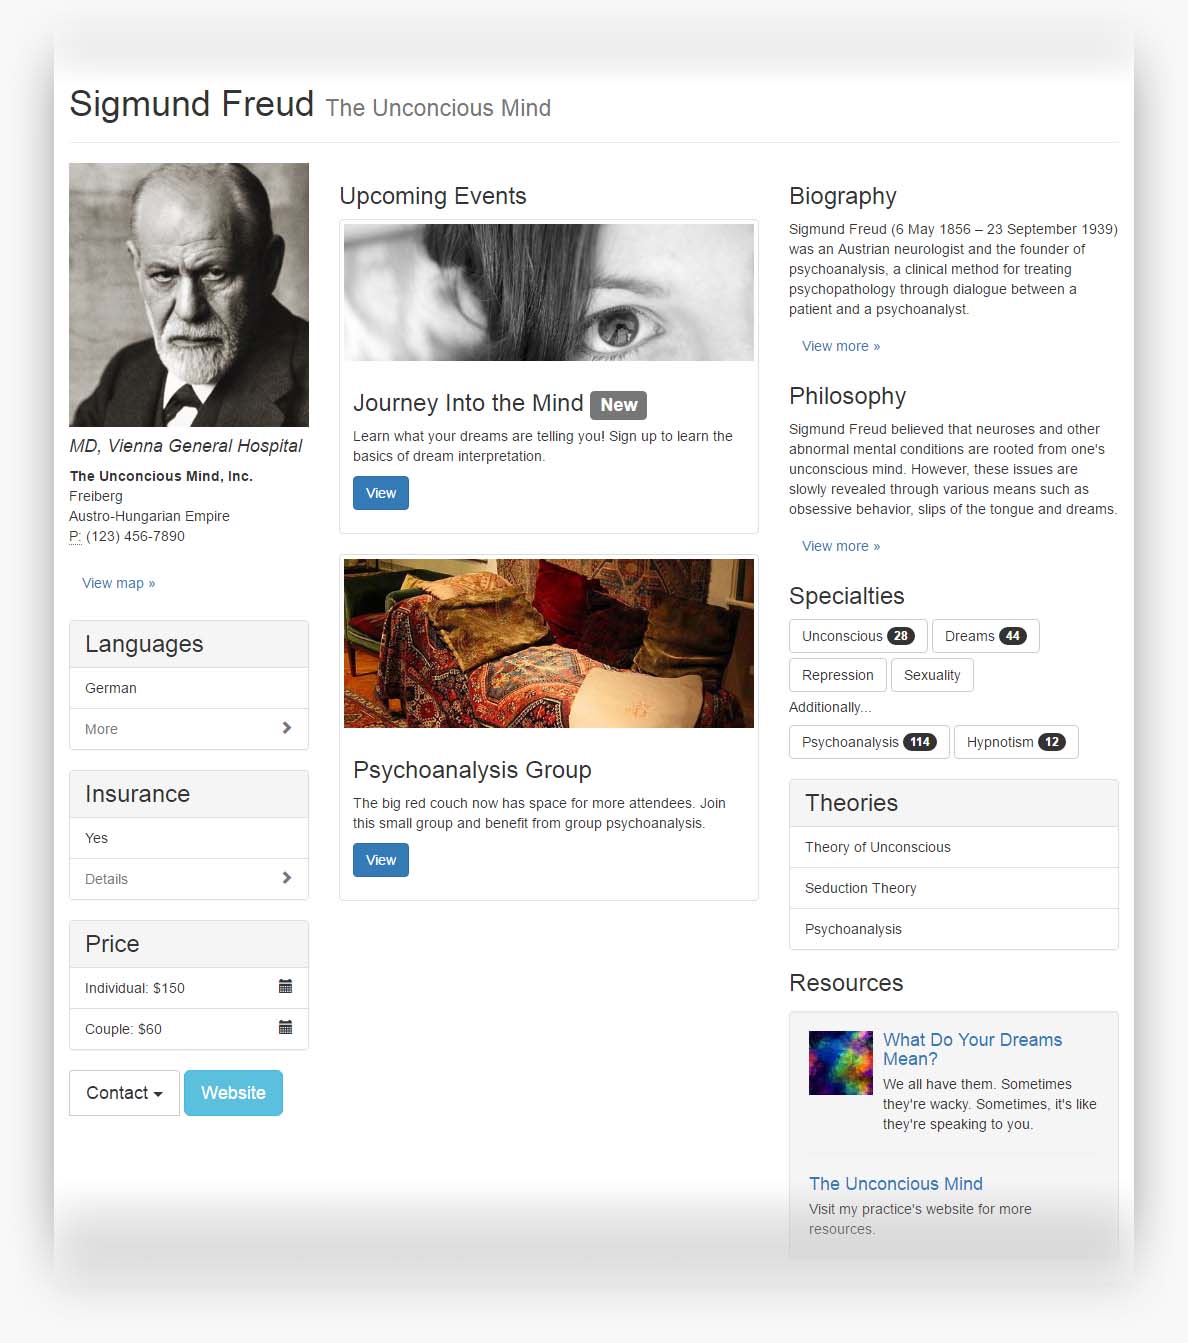 Sigmund Freud The Unconcious Mind
MD, Vienna General Hospital
The Unconcious Mind, Inc.
Freiberg
Austro-Hungarian Empire
P: (123) 456-7890
View map »
Languages
German
More
Insurance
Yes
Details
Price
Individual: $150
Couple: $60
Contact
Website
Upcoming Events
Journey Into the Mind New
Learn what your dreams are telling you! Sign up to learn the
basics of dream interpretation.
View
Psychoanalysis Group
The big red couch now has space for more attendees. Join
this small group and benefit from group psychoanalysis.
View
Biography
Sigmund Freud (6 May 1856 – 23 September 1939)
was an Austrian neurologist and the founder of
psychoanalysis, a clinical method for treating
psychopathology through dialogue between a
patient and a psychoanalyst.
View more »
Philosophy
Sigmund Freud believed that neuroses and other
abnormal mental conditions are rooted from one's
unconscious mind. However, these issues are
slowly revealed through various means such as
obsessive behavior, slips of the tongue and dreams.
View more »
Specialties
Unconscious 28 Dreams 44
Repression Sexuality
Additionally...
Psychoanalysis 114 Hypnotism 12
Theories
Theory of Unconscious
Seduction Theory
Psychoanalysis
Resources
What Do Your Dreams
Mean?
We all have them. Sometimes
they're wacky. Sometimes, it's like
they're speaking to you.
The Unconcious Mind
Visit my practice's website for more
resources.